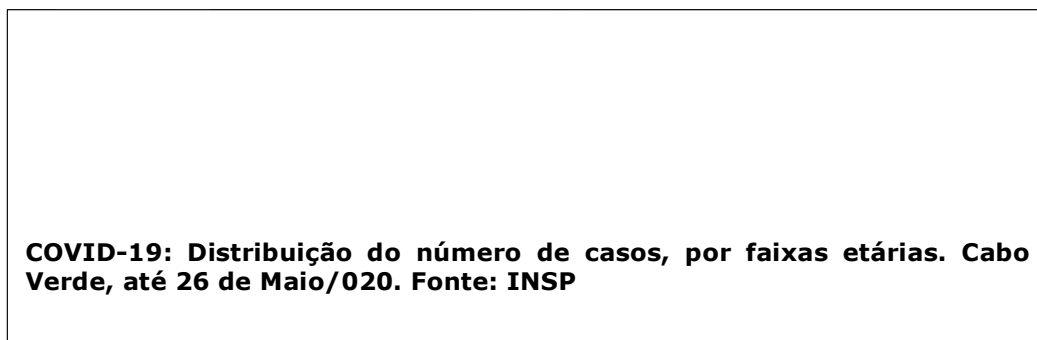 COVID-19: Distribuição do número de casos, por faixas etárias. Cabo
Verde, até 26 de Maio/020. Fonte: INSP